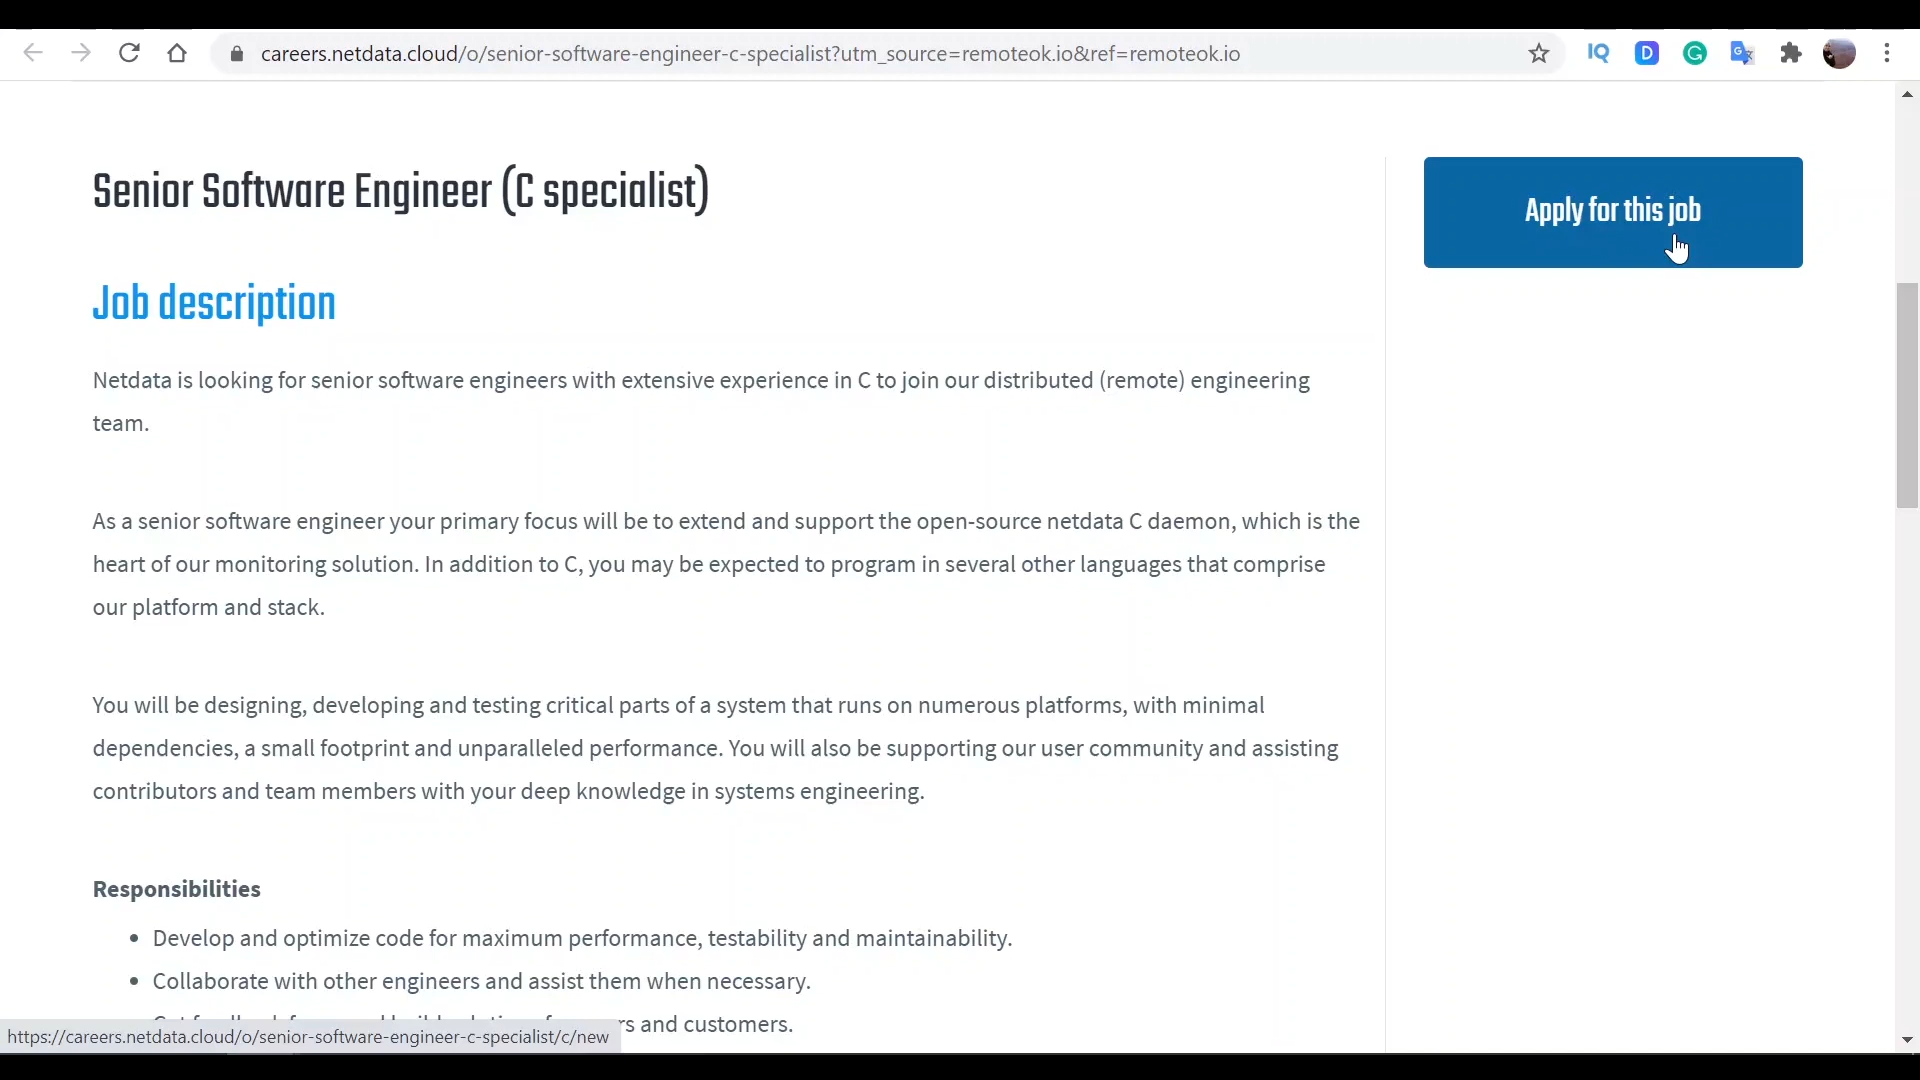 careers.netdata.cloud/o/senior-software-engineer-c-specialist?utm_source=remoteok.io&ref=remoteok.io
IQ
D
G
Senior Software Engineer (C specialist)
Apply for this job
Job description
Netdata is looking for senior software engineers with extensive experience in C to join our distributed (remote) engineering
team.
As a senior software engineer your primary focus will be to extend and support the open-source netdata C daemon, which is the
heart of our monitoring solution. In addition to C, you may be expected to program in several other languages that comprise
our platform and stack.
You will be designing, developing and testing critical parts of a system that runs on numerous platforms, with minimal
dependencies, a small footprint and unparalleled performance. You will also be supporting our user community and assisting
contributors and team members with your deep knowledge in systems engineering.
Responsibilities
• Develop and optimize code for maximum performance, testability and maintainability.
• Collaborate with other engineers and assist them when necessary.
and customers.
https://careers.netdata.cloud/o/senior-software-engineer-c-specialist/c/new